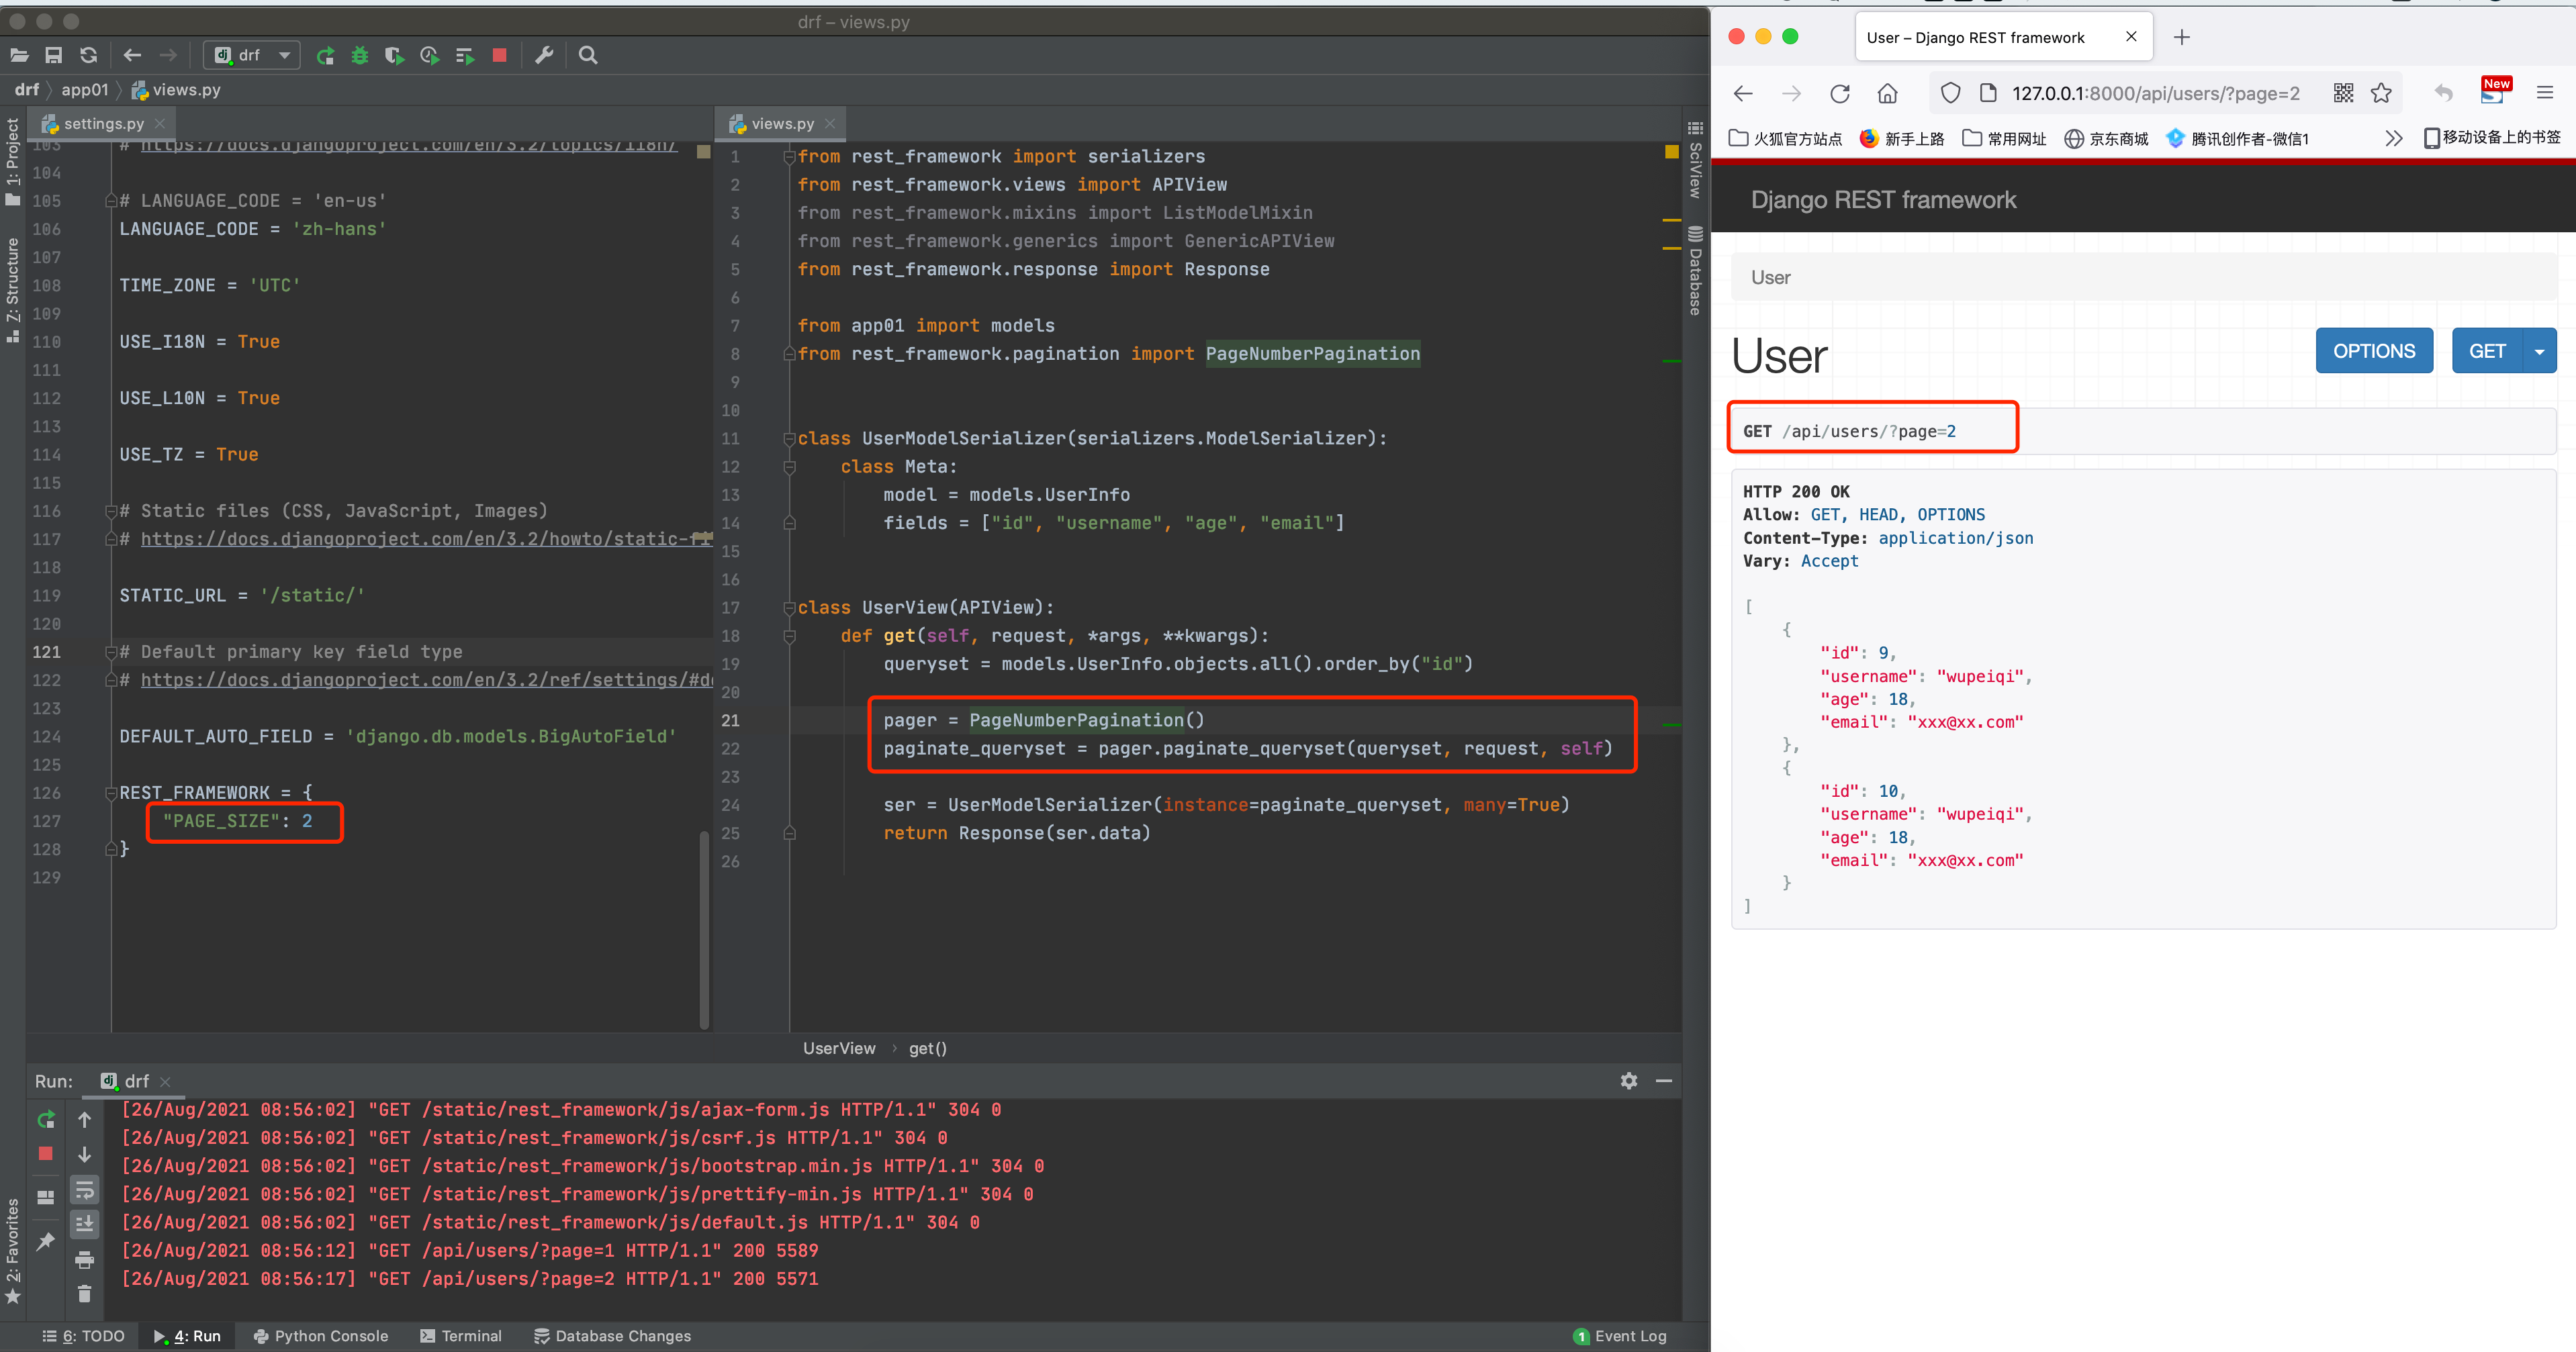 drf – views.py
drf
drf
app01
views.py
1: Project
7: Structure
2: Favorites
settings.py
103 # https://docs.djangoproject.com/en/3.2/topics/i18n/
104
105 # LANGUAGE_CODE = 'en-us'
106 LANGUAGE_CODE = 'zh-hans'
107
108 TIME_ZONE = 'UTC'
109
110 USE_I18N = True
111
112 USE_L10N = True
113
114 USE_TZ = True
115
116 # Static files (CSS, JavaScript, Images)
117 # https://docs.djangoproject.com/en/3.2/howto/static-fi
118
119 STATIC_URL = '/static/'
120
121 # Default primary key field type
122 # https://docs.djangoproject.com/en/3.2/ref/settings/#de
123
124 DEFAULT_AUTO_FIELD = 'django.db.models.BigAutoField'
125
126 REST_FRAMEWORK = {
127 "PAGE_SIZE": 2
128 }
129
views.py
1 from rest_framework import serializers
2 from rest_framework.views import APIView
3 from rest_framework.mixins import ListModelMixin
4 from rest_framework.generics import GenericAPIView
5 from rest_framework.response import Response
6
7 from app01 import models
8 from rest_framework.pagination import PageNumberPagination
9
10
11 class UserModelSerializer(serializers.ModelSerializer):
12 class Meta:
13 model = models.UserInfo
14 fields = ["id", "username", "age", "email"]
15
16
17 class UserView(APIView):
18 def get(self, request, *args, **kwargs):
19 queryset = models.UserInfo.objects.all().order_by("id")
20
21 pager = PageNumberPagination()
22 paginate_queryset = pager.paginate_queryset(queryset, request, self)
23
24 ser = UserModelSerializer(instance=paginate_queryset, many=True)
25 return Response(ser.data)
26
UserView › get()
SciView
Database
Run: drf
[26/Aug/2021 08:56:02] "GET /static/rest_framework/js/ajax-form.js HTTP/1.1" 304 0
[26/Aug/2021 08:56:02] "GET /static/rest_framework/js/csrf.js HTTP/1.1" 304 0
[26/Aug/2021 08:56:02] "GET /static/rest_framework/js/bootstrap.min.js HTTP/1.1" 304 0
[26/Aug/2021 08:56:02] "GET /static/rest_framework/js/prettify-min.js HTTP/1.1" 304 0
[26/Aug/2021 08:56:02] "GET /static/rest_framework/js/default.js HTTP/1.1" 304 0
[26/Aug/2021 08:56:12] "GET /api/users/?page=1 HTTP/1.1" 200 5589
[26/Aug/2021 08:56:17] "GET /api/users/?page=2 HTTP/1.1" 200 5571
6: TODO
4: Run
Python Console
Terminal
Database Changes
1 Event Log
User – Django REST framework
127.0.0.1:8000/api/users/?page=2
New
火狐官方站点
新手上路
常用网址
京东商城
腾讯创作者-微信1
移动设备上的书签
Django REST framework
User
User
OPTIONS
GET
GET /api/users/?page=2
HTTP 200 OK
Allow: GET, HEAD, OPTIONS
Content-Type: application/json
Vary: Accept
[
{
"id": 9,
"username": "wupeiqi",
"age": 18,
"email": "xxx@xx.com"
},
{
"id": 10,
"username": "wupeiqi",
"age": 18,
"email": "xxx@xx.com"
}
]